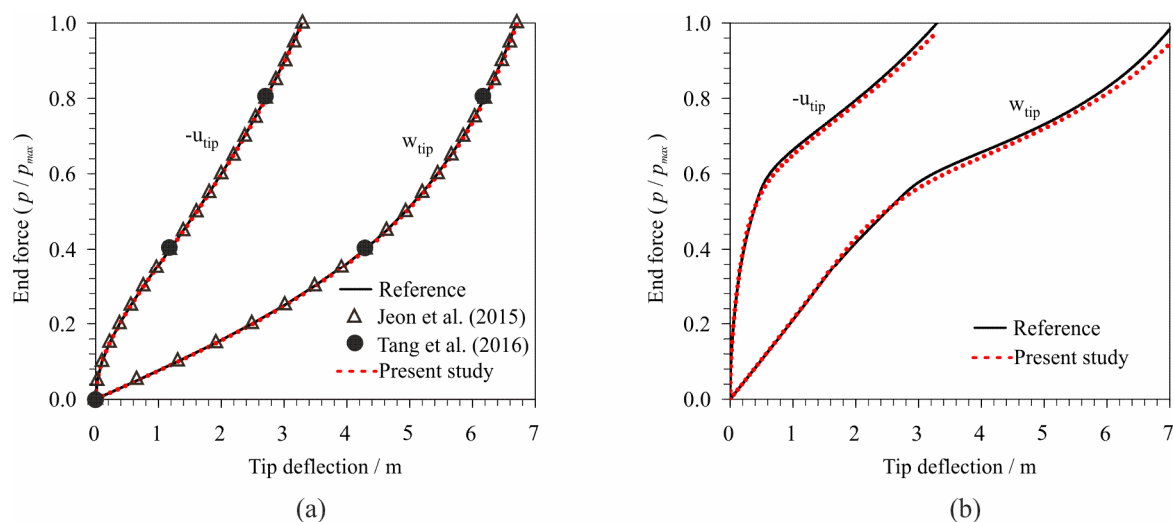 (a)
1.0
0.8
0.6
0.4
0.2
0.0
End force ( p / pmax )
-utip
wtip
Reference
Jeon et al. (2015)
Tang et al. (2016)
Present study
0 1 2 3 4 5 6 7
Tip deflection / m
(a)
(b)
1.0
0.8
0.6
0.4
0.2
0.0
End force ( p / pmax )
-utip
wtip
Reference
Present study
0 1 2 3 4 5 6 7
Tip deflection / m
(b)